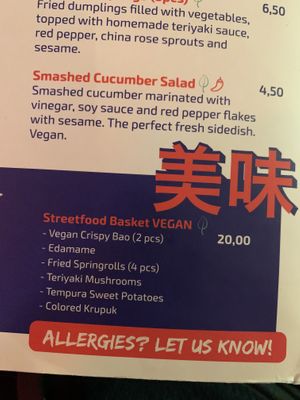 (5pcs)
6,50
Fried dumplings filled with vegetables,
topped with homemade teriyaki sauce,
red pepper, china rose sprouts and
sesame.
Smashed Cucumber Salad
4,50
Smashed cucumber marinated with
vinegar, soy sauce and red pepper flakes
with sesame. The perfect fresh sidedish.
Vegan.
美味
Streetfood Basket VEGAN
20,00
- Vegan Crispy Bao (2 pcs)
- Edamame
- Fried Springrolls (4 pcs)
- Teriyaki Mushrooms
- Tempura Sweet Potatoes
- Colored Krupuk
ALLERGIES? LET US KNOW!